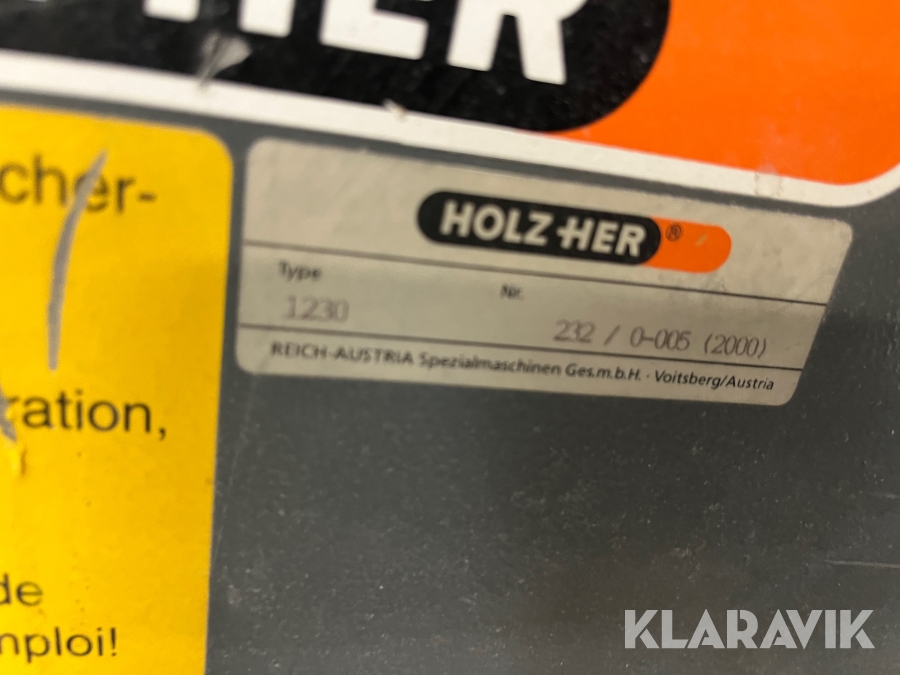 HER
HOLZ-HER®
Type
1230
Nr.
232 / 0-005 (2000)
REICH-AUSTRIA Spezialmaschinen Ges.m.b.H. · Voitsberg/Austria
cher-
ration,
de
mploi!
KLARAVIK